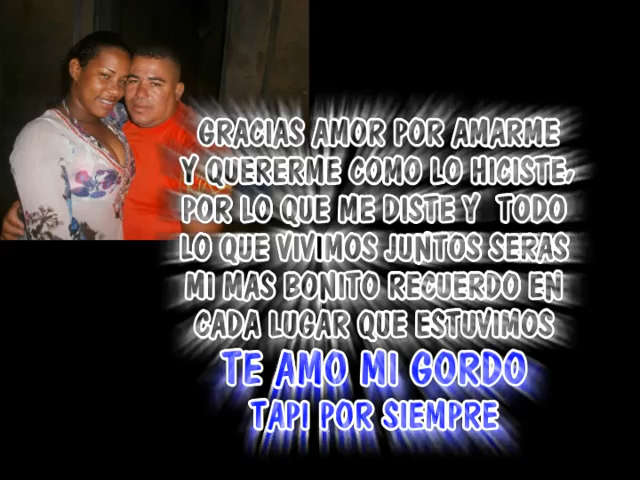 GRACIAS AMOR POR AMARME
Y QUERERME COMO LO HICISTE,
POR LO QUE ME DISTE Y TODO
LO QUE VIVIMOS JUNTOS SERAS
MI MAS BONITO RECUERDO EN
CADA LUGAR QUE ESTUVIMOS
TE AMO MI GORDO
TAPI POR SIEMPRE